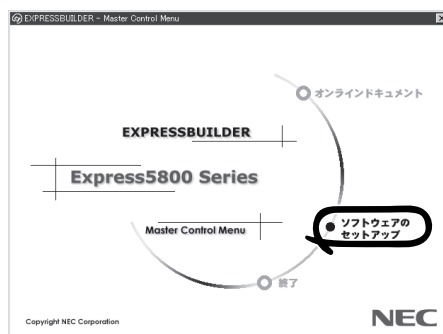 EXPRESSBUILDER - Master Control Menu
オンラインドキュメント
EXPRESSBUILDER
Express5800 Series
ソフトウェアの
セットアップ
Master Control Menu
終了
Copyright NEC Corporation
NEC